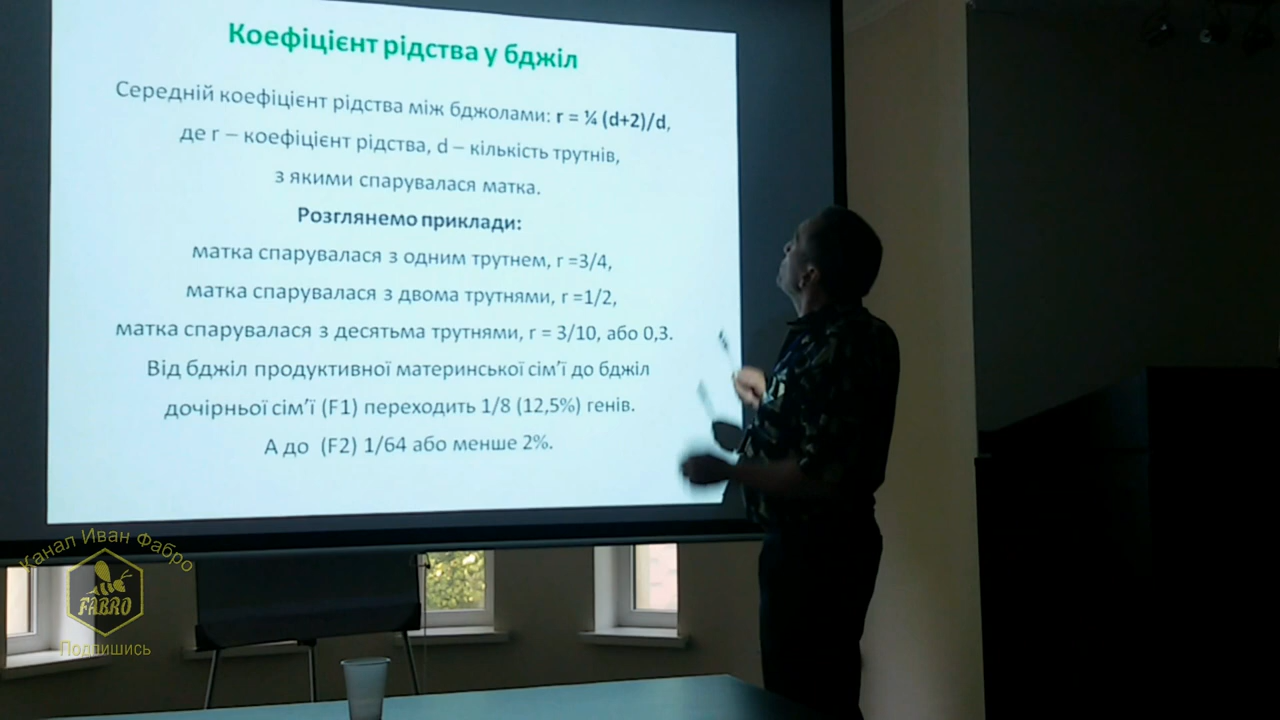 Коефіцієнт рідства у бджіл
Середній коефіцієнт рідства між бджолами: r = ¼ (d+2)/d,
де r – коефіцієнт рідства, d – кількість трутнів,
з якими спарувалася матка.
Розглянемо приклади:
матка спарувалася з одним трутнем, r =3/4,
матка спарувалася з двома трутнями, r =1/2,
матка спарувалася з десятьма трутнями, r = 3/10, або 0,3.
Від бджіл продуктивної материнської сім’ї до бджіл
дочірньої сім’ї (F1) переходить 1/8 (12,5%) генів.
А до (F2) 1/64 або менше 2%.
Канал Иван Фабро
FABRO
Подпишись